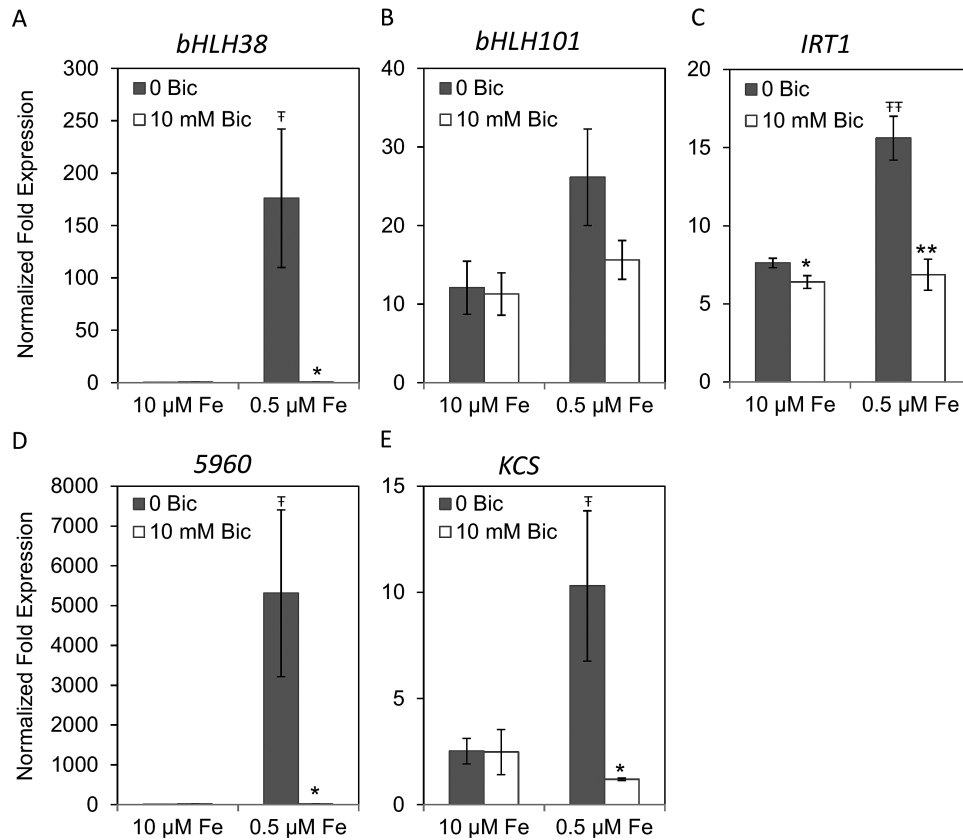 A
bHLH38
Normalized Fold Expression
300
250
200
150
100
50
0
0 Bic
10 mM Bic
Ŧ
*
10 µM Fe
0.5 µM Fe
B
bHLH101
40
30
20
10
0
0 Bic
10 mM Bic
10 µM Fe
0.5 µM Fe
C
IRT1
20
15
10
5
0
0 Bic
10 mM Bic
ŦŦ
*
**
10 µM Fe
0.5 µM Fe
D
5960
Normalized Fold Expression
8000
7000
6000
5000
4000
3000
2000
1000
0
0 Bic
10 mM Bic
Ŧ
*
10 µM Fe
0.5 µM Fe
E
KCS
15
10
5
0
0 Bic
10 mM Bic
Ŧ
*
10 µM Fe
0.5 µM Fe